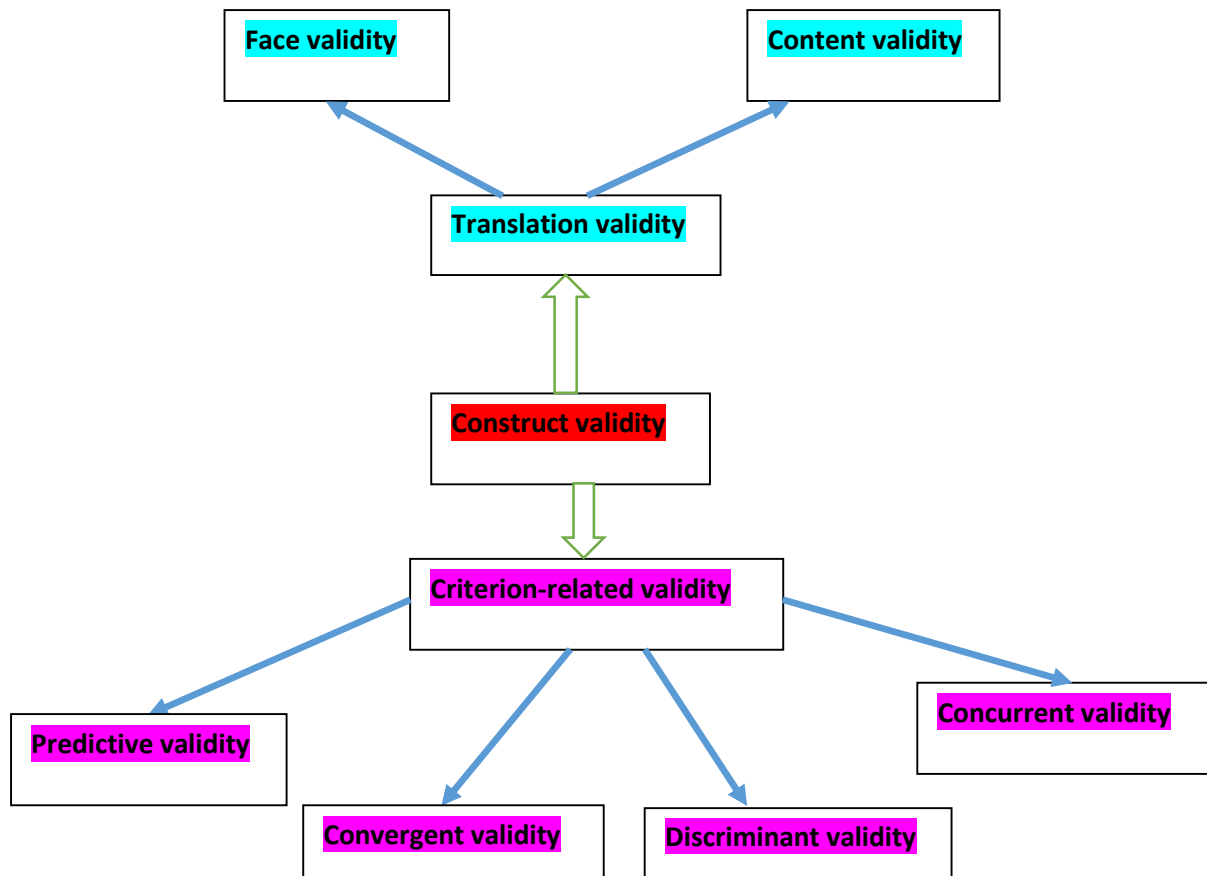 Face validity
Content validity
Translation validity
Construct validity
Criterion-related validity
Concurrent validity
Predictive validity
Convergent validity
Discriminant validity